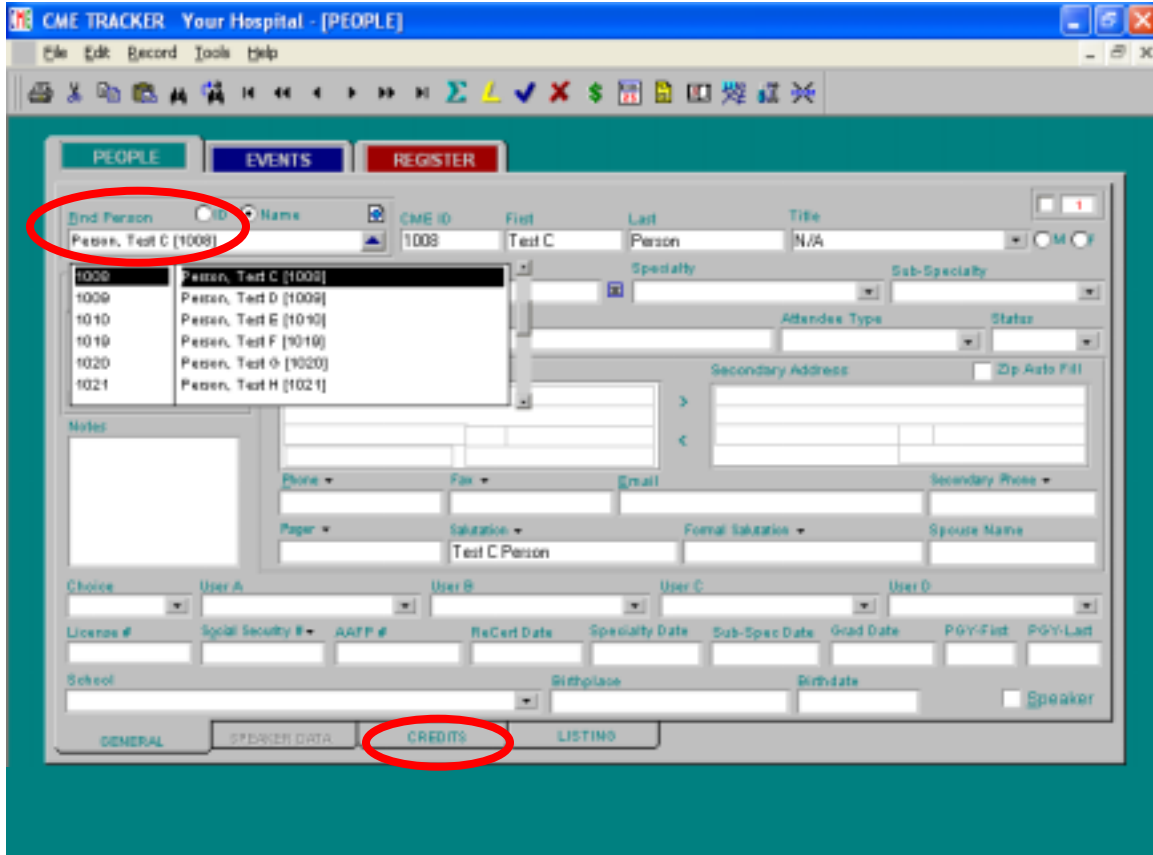 CME TRACKER Your Hospital - [PEOPLE]
File Edit Record Tools Help
PEOPLE EVENTS REGISTER
Find Person ID Name CME ID First Last Title 1
Person, Test C [1008] 1008 Test C Person N/A M F
1008 Person, Test C [1008] Specialty Sub-Specialty
1009 Person, Test D [1009]
1010 Person, Test E [1010] Attendee Type Status
1019 Person, Test F [1019]
1020 Person, Test G [1020] Secondary Address Zip Auto Fill
1021 Person, Test H [1021]
>
Notes
<
Phone Fax Email Secondary Phone
Pager Salutation Formal Salutation Spouse Name
Test C Person
Choice User A User B User C User D
License # Social Security # AAFP # ReCert Date Specialty Date Sub-Spec Date Grad Date PGY-First PGY-Last
School Birthplace Birthdate
Speaker
GENERAL SPEAKER DATA CREDITS LISTING